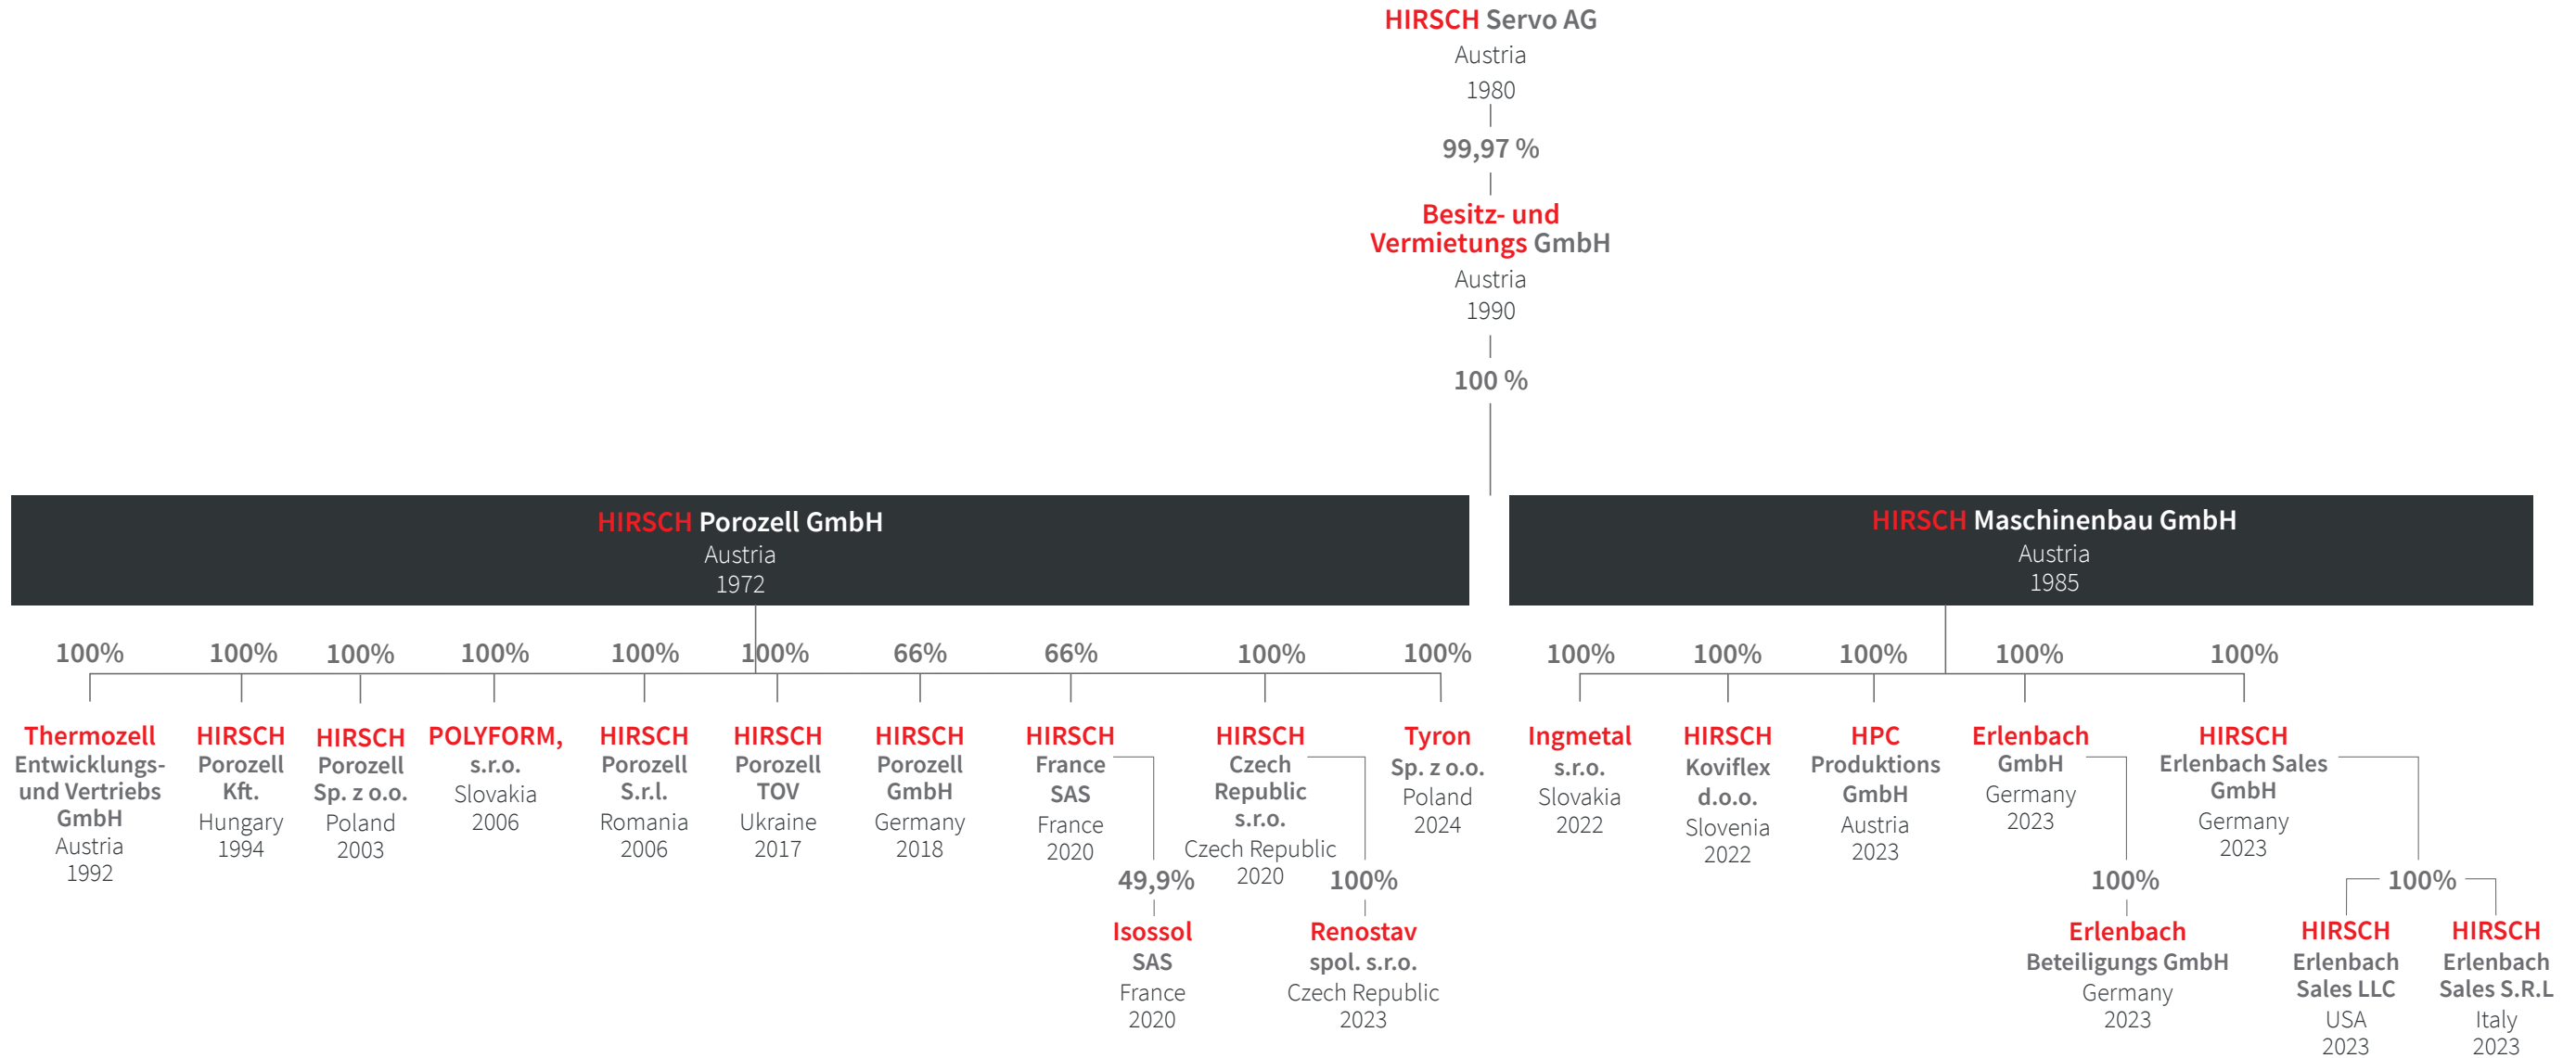 HIRSCH Servo AG
Austria
1980
99,97 %
Besitz- und
Vermietungs GmbH
Austria
1990
100 %
HIRSCH Porozell GmbH
Austria
1972
HIRSCH Maschinenbau GmbH
Austria
1985
100%
Thermozell
Entwicklungs-
und Vertriebs
GmbH
Austria
1992
100%
HIRSCH
Porozell
Kft.
Hungary
1994
100%
HIRSCH
Porozell
Sp. z o.o.
Poland
2003
100%
POLYFORM,
s.r.o.
Slovakia
2006
100%
HIRSCH
Porozell
S.r.l.
Romania
2006
100%
HIRSCH
Porozell
TOV
Ukraine
2017
66%
HIRSCH
Porozell
GmbH
Germany
2018
66%
HIRSCH
France
SAS
France
2020
49,9%
Isossol
SAS
France
2020
100%
HIRSCH
Czech
Republic
s.r.o.
Czech Republic
2020
100%
Renostav
spol. s.r.o.
Czech Republic
2023
100%
Tyron
Sp. z o.o.
Poland
2024
100%
Ingmetal
s.r.o.
Slovakia
2022
100%
HIRSCH
Koviflex
d.o.o.
Slovenia
2022
100%
HPC
Produktions
GmbH
Austria
2023
100%
Erlenbach
GmbH
Germany
2023
100%
Erlenbach
Beteiligungs GmbH
Germany
2023
100%
HIRSCH
Erlenbach Sales
GmbH
Germany
2023
100%
HIRSCH
Erlenbach
Sales LLC
USA
2023
HIRSCH
Erlenbach
Sales S.R.L
Italy
2023